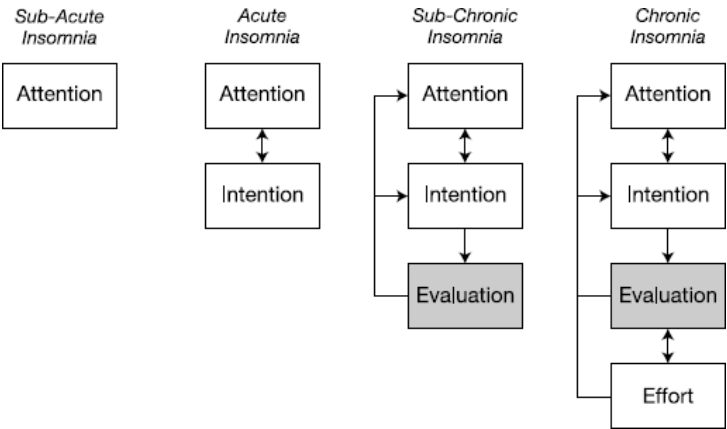 Sub-Acute
Insomnia
Acute
Insomnia
Sub-Chronic
Insomnia
Chronic
Insomnia
Attention
Attention
Attention
Attention
Intention
Intention
Intention
Evaluation
Evaluation
Effort